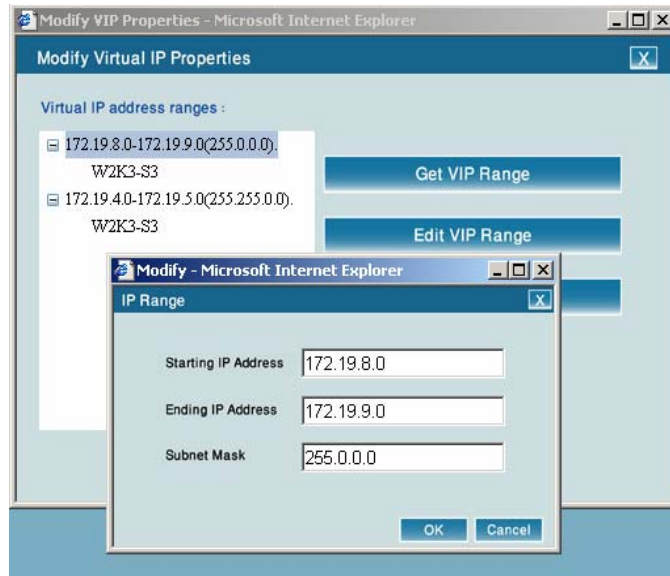 Modify VIP Properties - Microsoft Internet Explorer
Modify Virtual IP Properties
X
Virtual IP address ranges :
172.19.8.0-172.19.9.0(255.0.0.0).
W2K3-S3
172.19.4.0-172.19.5.0(255.255.0.0).
W2K3-S3
Get VIP Range
Edit VIP Range
Modify - Microsoft Internet Explorer
IP Range
X
Starting IP Address
172.19.8.0
Ending IP Address
172.19.9.0
Subnet Mask
255.0.0.0
OK
Cancel